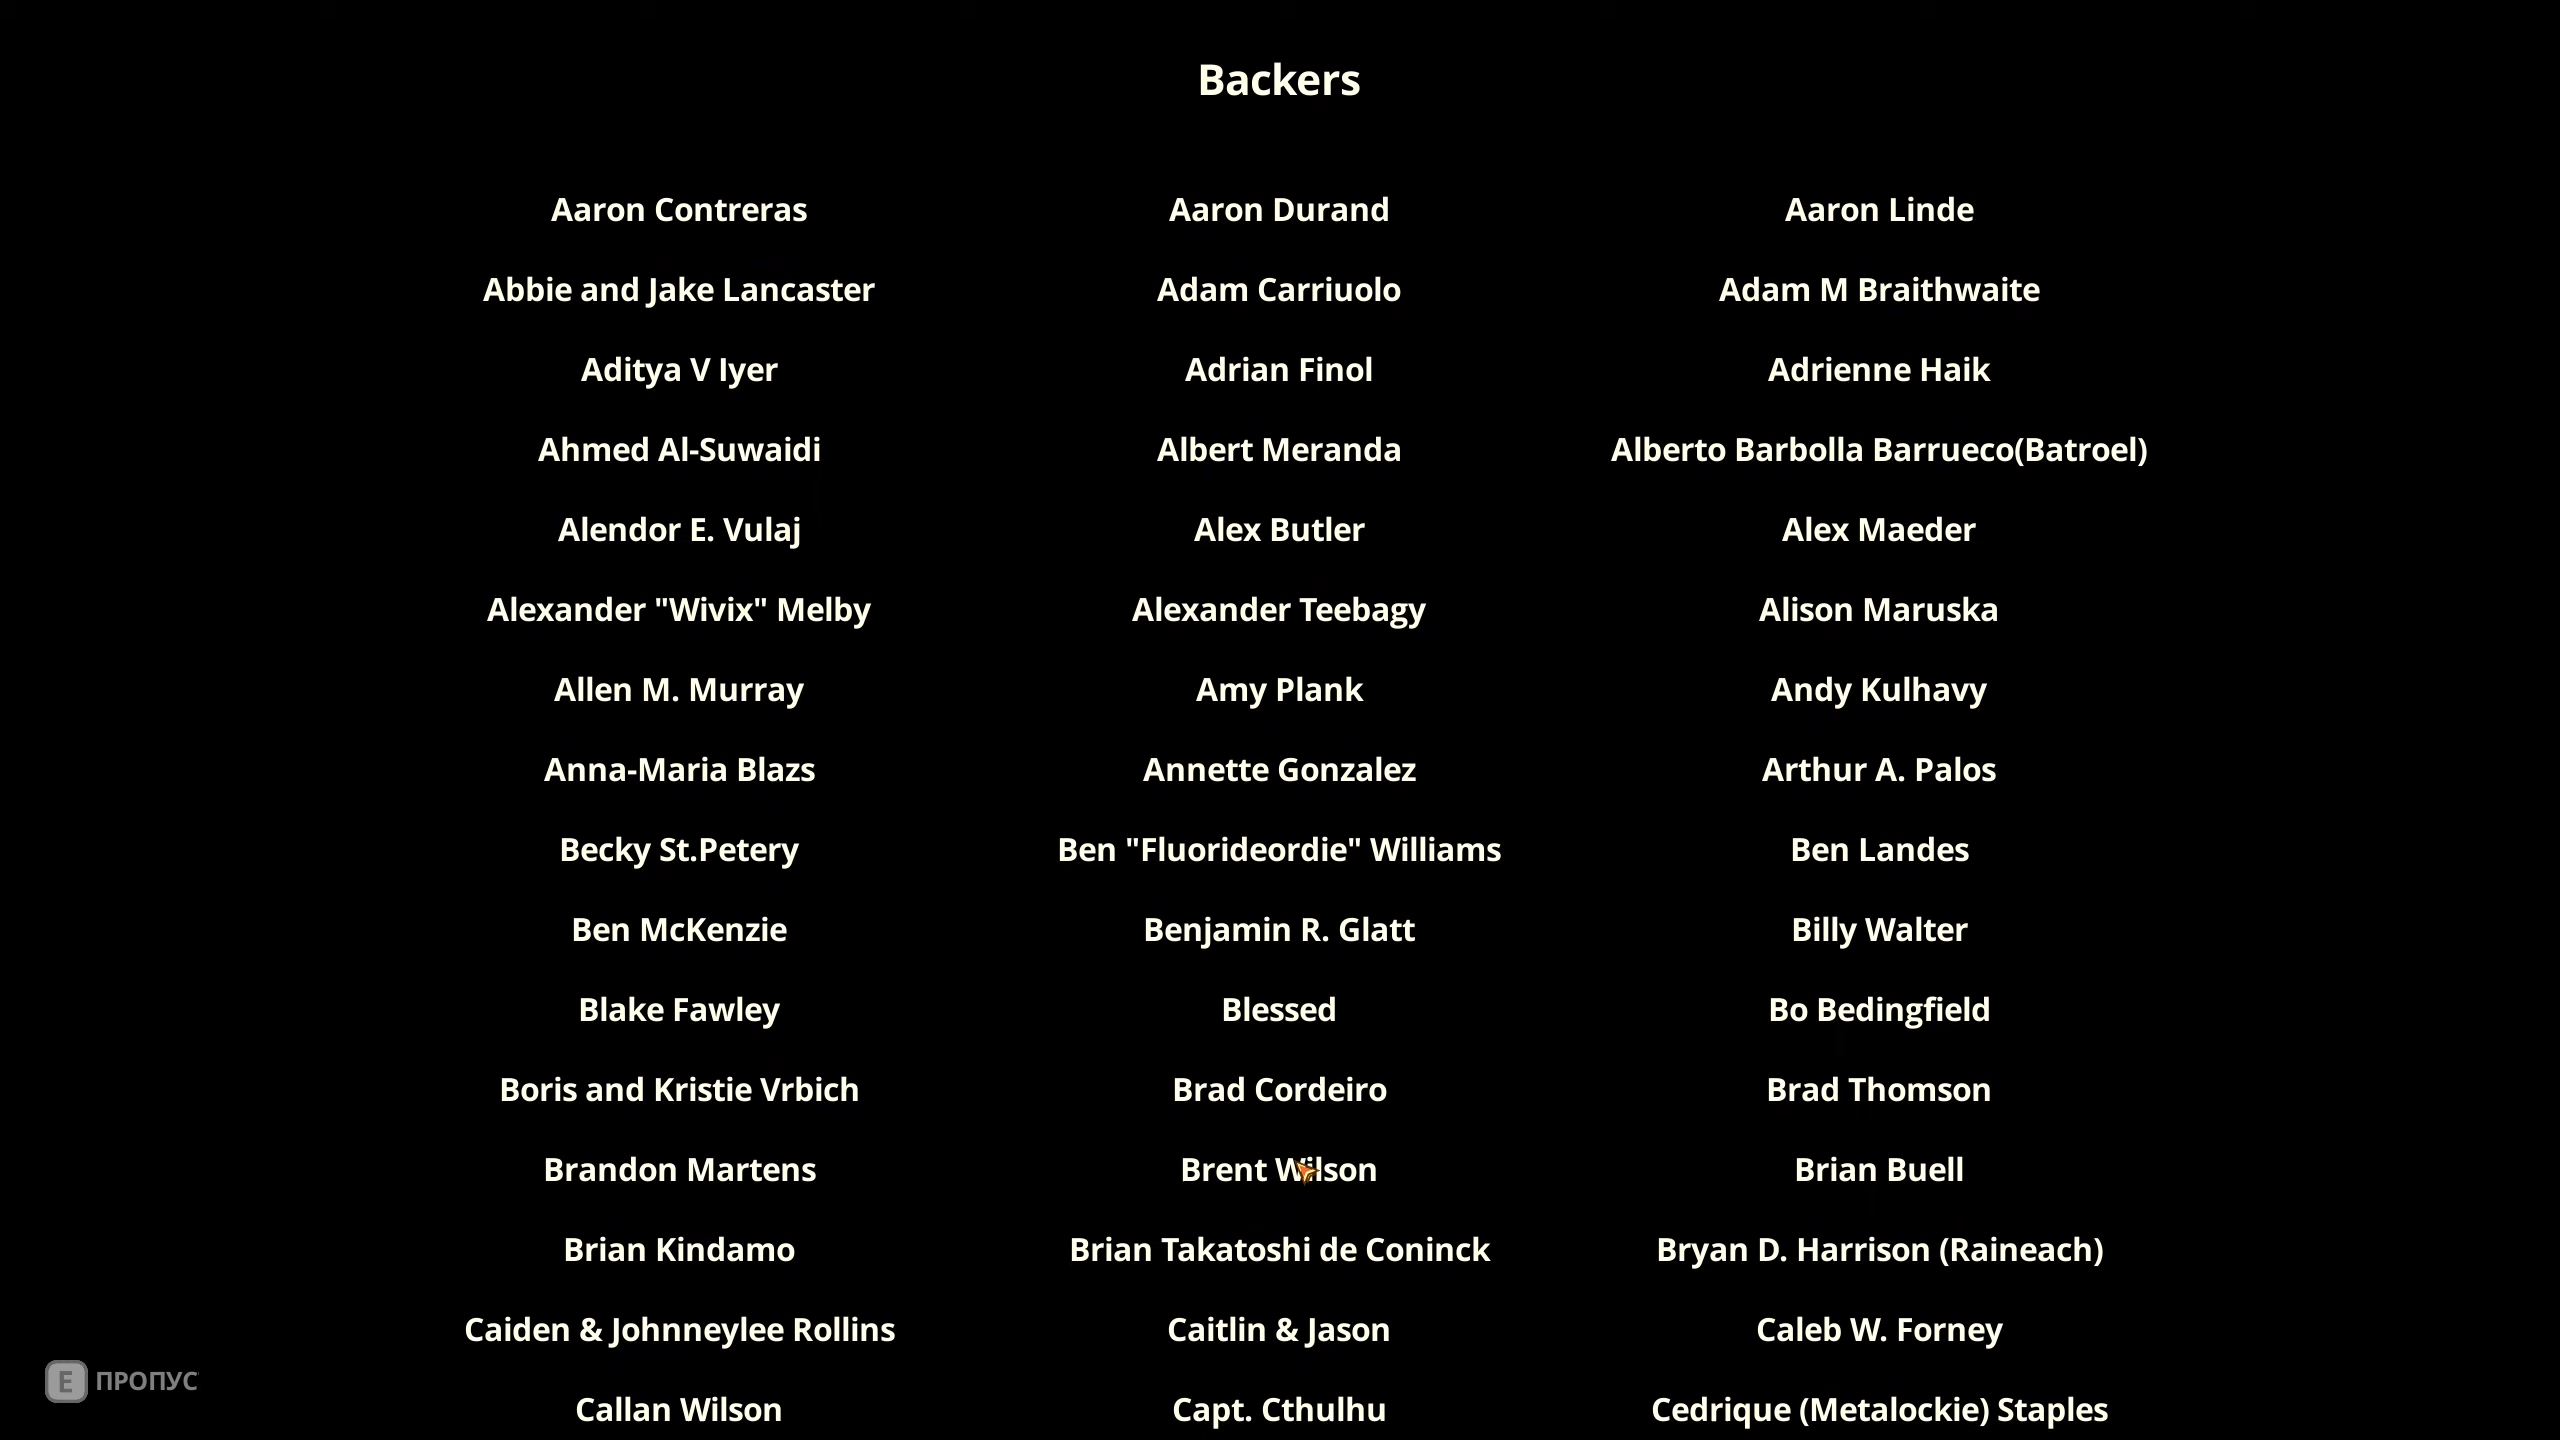 Backers
Aaron Contreras Aaron Durand Aaron Linde
Abbie and Jake Lancaster Adam Carriuolo Adam M Braithwaite
Aditya V Iyer Adrian Finol Adrienne Haik
Ahmed Al-Suwaidi Albert Meranda Alberto Barbolla Barrueco(Batroel)
Alendor E. Vulaj Alex Butler Alex Maeder
Alexander "Wivix" Melby Alexander Teebagy Alison Maruska
Allen M. Murray Amy Plank Andy Kulhavy
Anna-Maria Blazs Annette Gonzalez Arthur A. Palos
Becky St.Petery Ben "Fluorideordie" Williams Ben Landes
Ben McKenzie Benjamin R. Glatt Billy Walter
Blake Fawley Blessed Bo Bedingfield
Boris and Kristie Vrbich Brad Cordeiro Brad Thomson
Brandon Martens Brent Wilson Brian Buell
Brian Kindamo Brian Takatoshi de Coninck Bryan D. Harrison (Raineach)
Caiden & Johnneylee Rollins Caitlin & Jason Caleb W. Forney
E ПРОПУС
Callan Wilson Capt. Cthulhu Cedrique (Metalockie) Staples